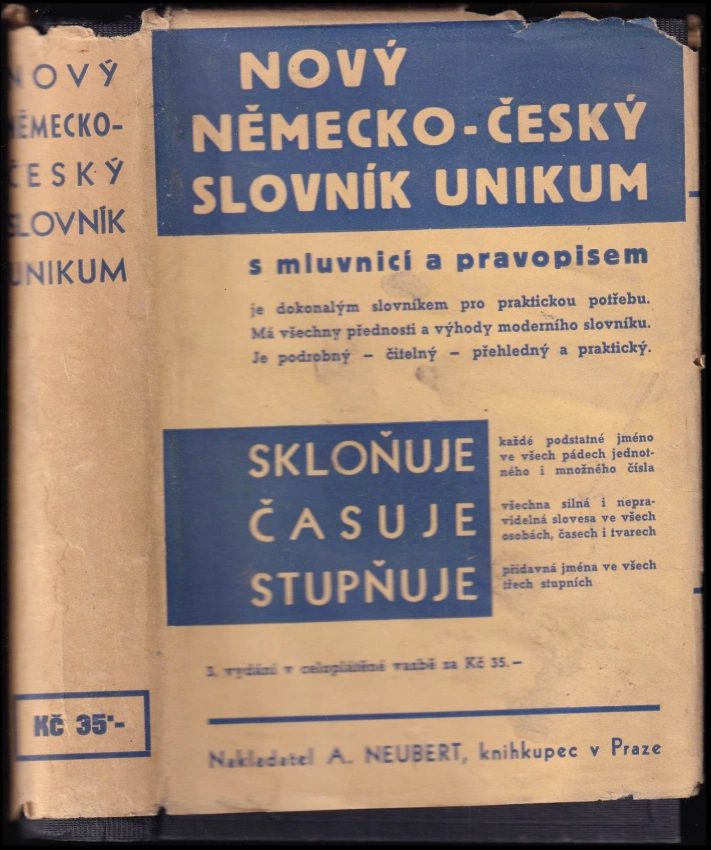 NOVÝ
NĚMECKO-
ČESKÝ
SLOVNÍK
UNIKUM
Kč 35·-
NOVÝ
NĚMECKO-ČESKÝ
SLOVNÍK UNIKUM
s mluvnicí a pravopisem
je dokonalým slovníkem pro praktickou potřebu.
Má všechny přednosti a výhody moderního slovníku.
Je podrobný – čitelný – přehledný a praktický.
SKLOŇUJE
každé podstatné jméno
ve všech pádech jednot-
ného i množného čísla
ČASUJE
všechna silná i nepra-
videlná slovesa ve všech
osobách, časech i tvarech
STUPŇUJE
přídavná jména ve všech
třech stupních
3. vydání v celoplátěné vazbě za Kč 35.–
Nakladatel A. NEUBERT, knihkupec v Praze